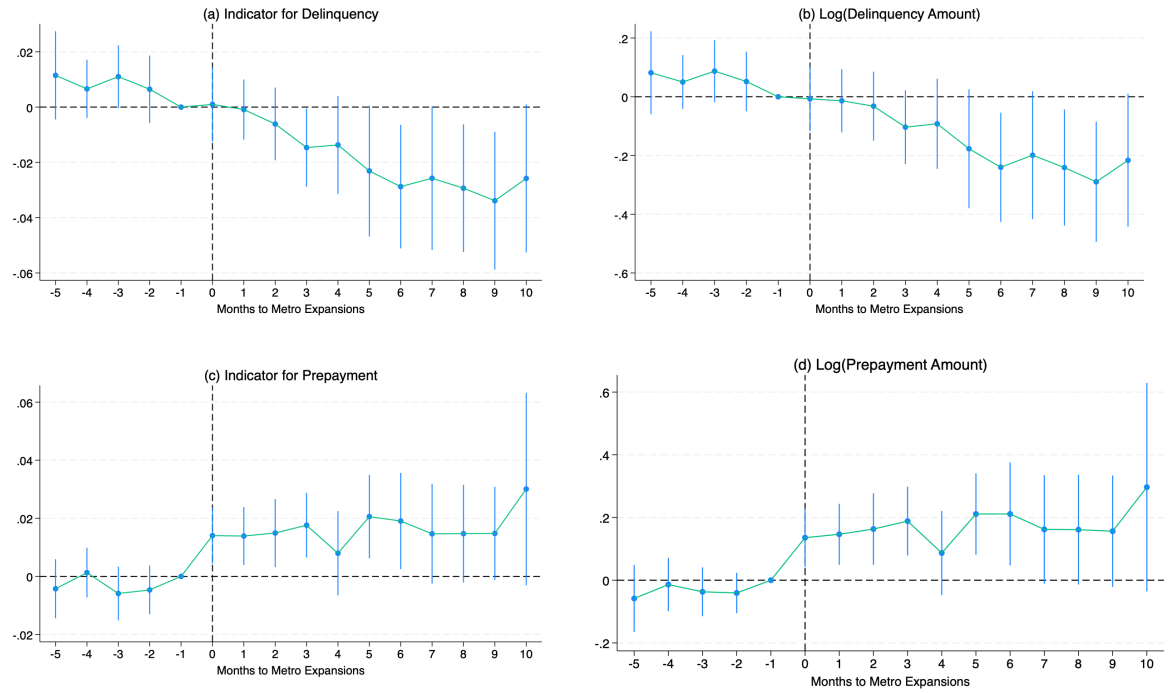 (a) Indicator for Delinquency
.02
0
-.02
-.04
-.06
-5 -4 -3 -2 -1 0 1 2 3 4 5 6 7 8 9 10
Months to Metro Expansions
(b) Log(Delinquency Amount)
.2
0
-.2
-.4
-.6
-5 -4 -3 -2 -1 0 1 2 3 4 5 6 7 8 9 10
Months to Metro Expansions
(c) Indicator for Prepayment
.06
.04
.02
0
-.02
-5 -4 -3 -2 -1 0 1 2 3 4 5 6 7 8 9 10
Months to Metro Expansions
(d) Log(Prepayment Amount)
.6
.4
.2
0
-.2
-5 -4 -3 -2 -1 0 1 2 3 4 5 6 7 8 9 10
Months to Metro Expansions